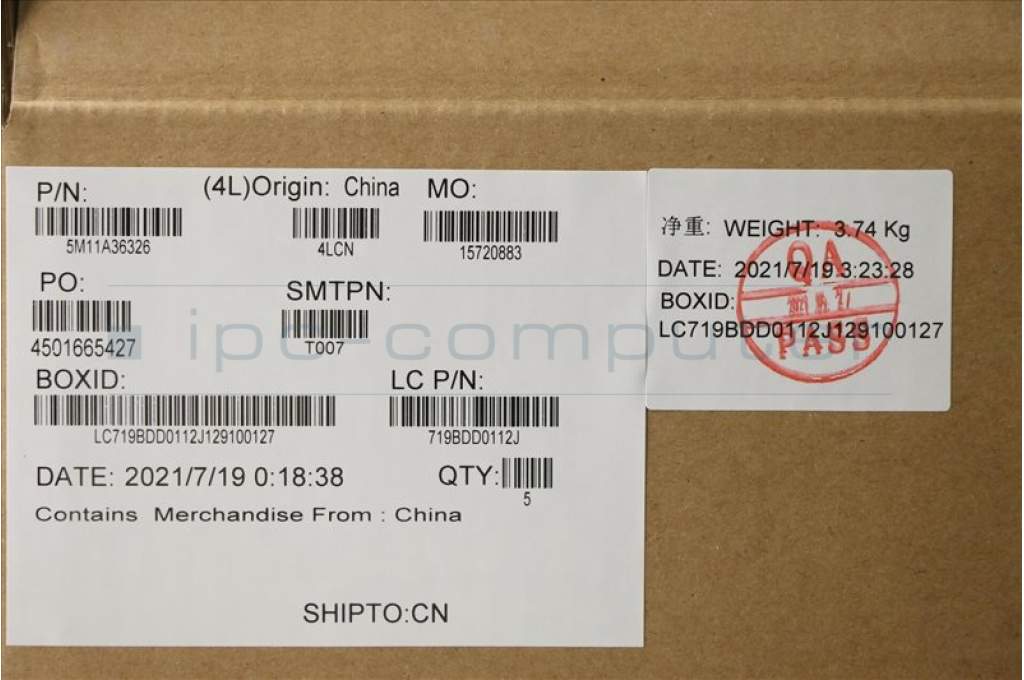 P/N:
5M11A36326
(4L)Origin: China
4LCN
MO:
15720883
PO:
4501665427
SMTPN:
T007
BOXID:
LC719BDD0112J129100127
LC P/N:
719BDD0112J
DATE: 2021/7/19 0:18:38
QTY:
5
Contains Merchandise From : China
SHIPTO:CN
净重: WEIGHT: 3.74 Kg
DATE: 2021/7/19 3:23:28
BOXID:
LC719BDD0112J129100127
QA
PASS
ipc-computer